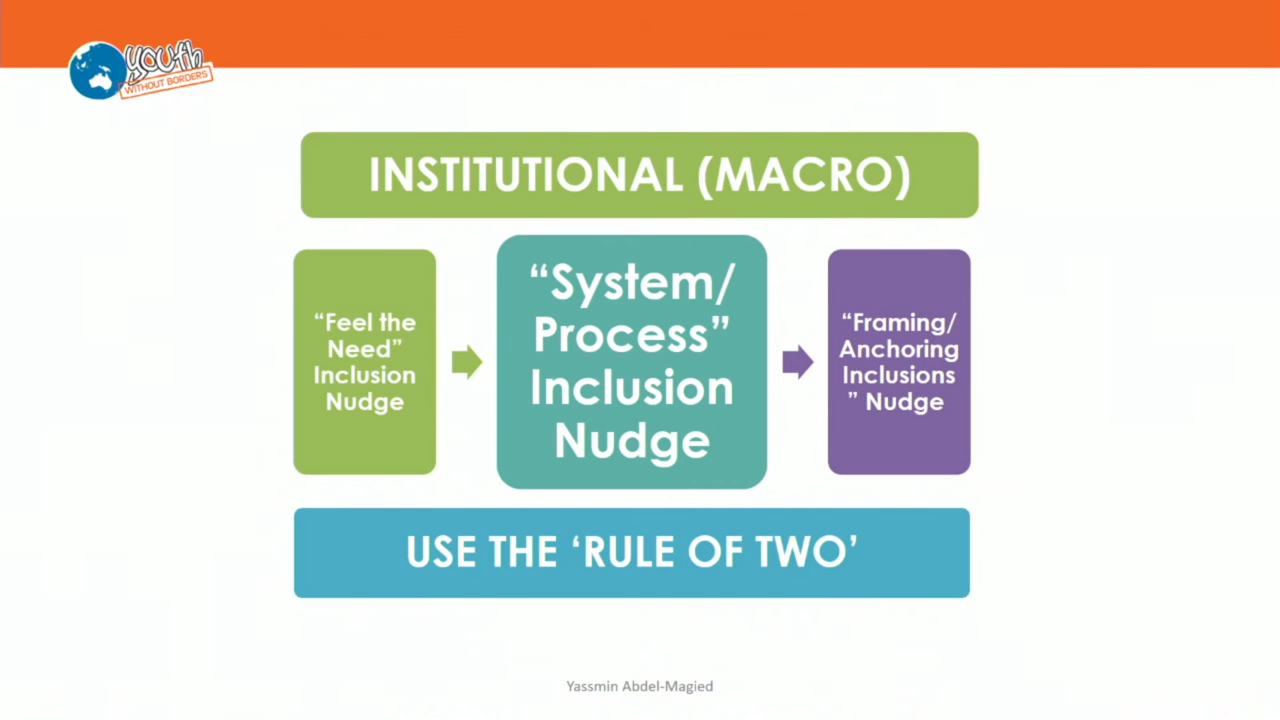 youth
WITHOUT BORDERS
INSTITUTIONAL (MACRO)
“Feel the
Need”
Inclusion
Nudge
“System/
Process”
Inclusion
Nudge
“Framing/
Anchoring
Inclusions
” Nudge
USE THE ‘RULE OF TWO’
Yassmin Abdel-Magied